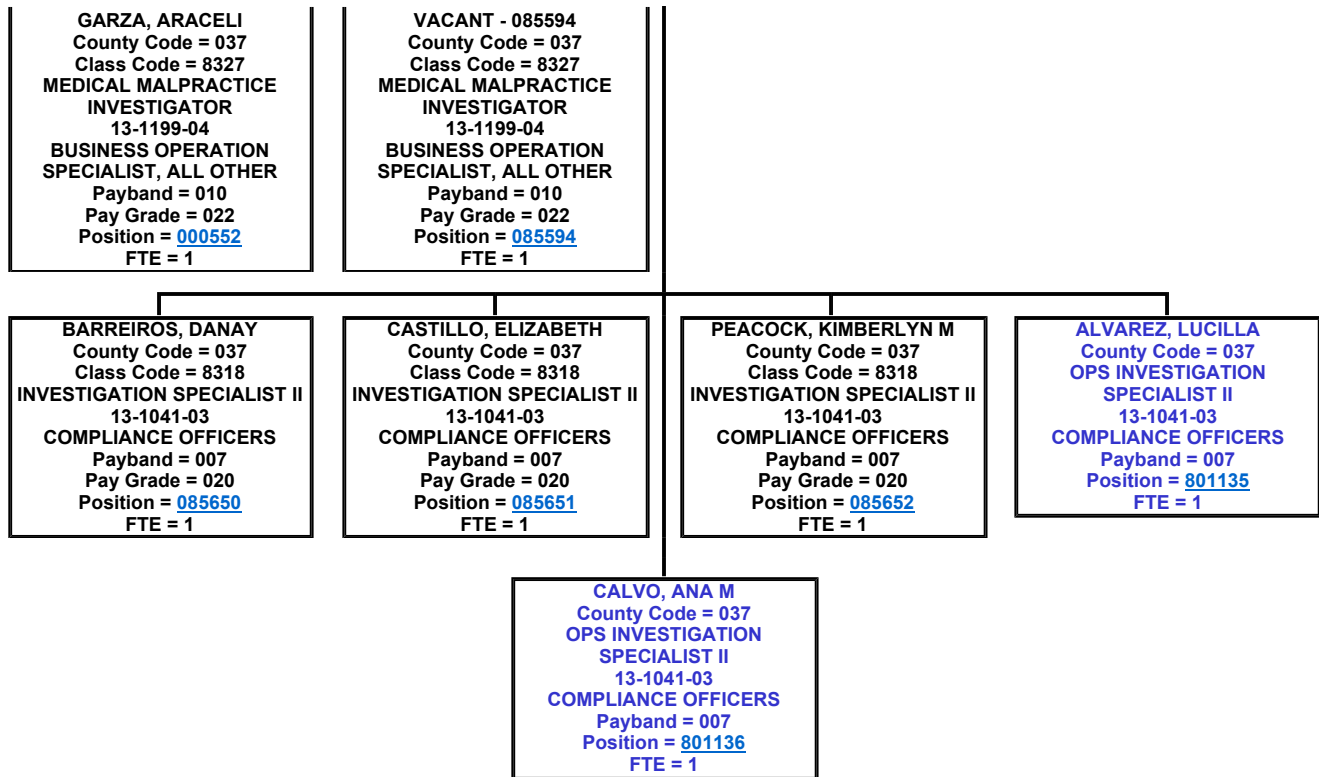 GARZA, ARACELI
County Code = 037
Class Code = 8327
MEDICAL MALPRACTICE
INVESTIGATOR
13-1199-04
BUSINESS OPERATION
SPECIALIST, ALL OTHER
Payband = 010
Pay Grade = 022
Position = 000552
FTE = 1
VACANT - 085594
County Code = 037
Class Code = 8327
MEDICAL MALPRACTICE
INVESTIGATOR
13-1199-04
BUSINESS OPERATION
SPECIALIST, ALL OTHER
Payband = 010
Pay Grade = 022
Position = 085594
FTE = 1
BARREIROS, DANAY
County Code = 037
Class Code = 8318
INVESTIGATION SPECIALIST II
13-1041-03
COMPLIANCE OFFICERS
Payband = 007
Pay Grade = 020
Position = 085650
FTE = 1
CASTILLO, ELIZABETH
County Code = 037
Class Code = 8318
INVESTIGATION SPECIALIST II
13-1041-03
COMPLIANCE OFFICERS
Payband = 007
Pay Grade = 020
Position = 085651
FTE = 1
PEACOCK, KIMBERLYN M
County Code = 037
Class Code = 8318
INVESTIGATION SPECIALIST II
13-1041-03
COMPLIANCE OFFICERS
Payband = 007
Pay Grade = 020
Position = 085652
FTE = 1
ALVAREZ, LUCILLA
County Code = 037
OPS INVESTIGATION
SPECIALIST II
13-1041-03
COMPLIANCE OFFICERS
Payband = 007
Position = 801135
FTE = 1
CALVO, ANA M
County Code = 037
OPS INVESTIGATION
SPECIALIST II
13-1041-03
COMPLIANCE OFFICERS
Payband = 007
Position = 801136
FTE = 1